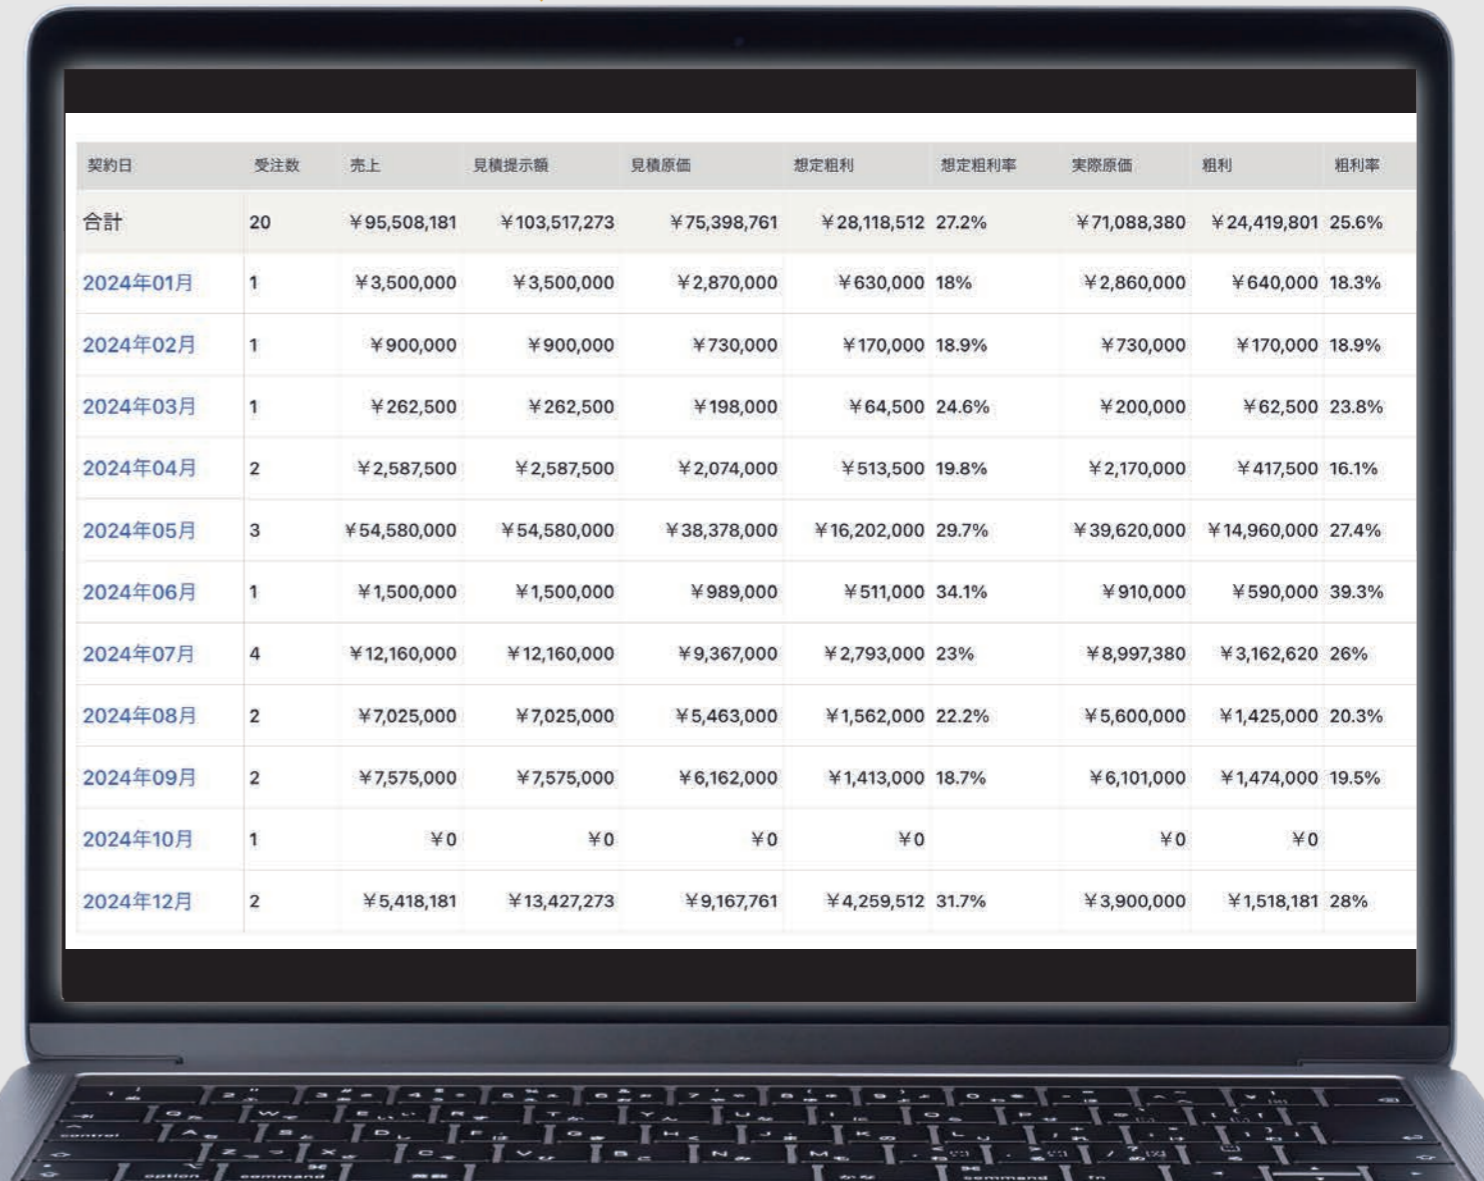 契約日 受注数 売上 見積提示額 見積原価 想定粗利 想定粗利率 実際原価 粗利 粗利率
合計 20 ¥95,508,181 ¥103,517,273 ¥75,398,761 ¥28,118,512 27.2% ¥71,088,380 ¥24,419,801 25.6%
2024年01月 1 ¥3,500,000 ¥3,500,000 ¥2,870,000 ¥630,000 18% ¥2,860,000 ¥640,000 18.3%
2024年02月 1 ¥900,000 ¥900,000 ¥730,000 ¥170,000 18.9% ¥730,000 ¥170,000 18.9%
2024年03月 1 ¥262,500 ¥262,500 ¥198,000 ¥64,500 24.6% ¥200,000 ¥62,500 23.8%
2024年04月 2 ¥2,587,500 ¥2,587,500 ¥2,074,000 ¥513,500 19.8% ¥2,170,000 ¥417,500 16.1%
2024年05月 3 ¥54,580,000 ¥54,580,000 ¥38,378,000 ¥16,202,000 29.7% ¥39,620,000 ¥14,960,000 27.4%
2024年06月 1 ¥1,500,000 ¥1,500,000 ¥989,000 ¥511,000 34.1% ¥910,000 ¥590,000 39.3%
2024年07月 4 ¥12,160,000 ¥12,160,000 ¥9,367,000 ¥2,793,000 23% ¥8,997,380 ¥3,162,620 26%
2024年08月 2 ¥7,025,000 ¥7,025,000 ¥5,463,000 ¥1,562,000 22.2% ¥5,600,000 ¥1,425,000 20.3%
2024年09月 2 ¥7,575,000 ¥7,575,000 ¥6,162,000 ¥1,413,000 18.7% ¥6,101,000 ¥1,474,000 19.5%
2024年10月 1 ¥0 ¥0 ¥0 ¥0 ¥0 ¥0
2024年12月 2 ¥5,418,181 ¥13,427,273 ¥9,167,761 ¥4,259,512 31.7% ¥3,900,000 ¥1,518,181 28%
control
option command 英数 かな command fn